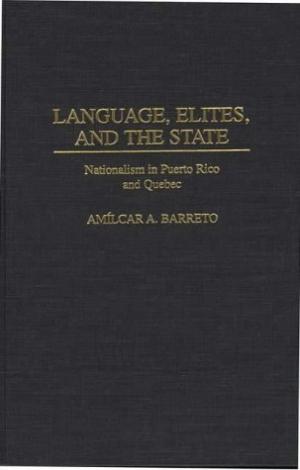 LANGUAGE, ELITES,
AND THE STATE
Nationalism in Puerto Rico
and Quebec
AMÍLCAR A. BARRETO